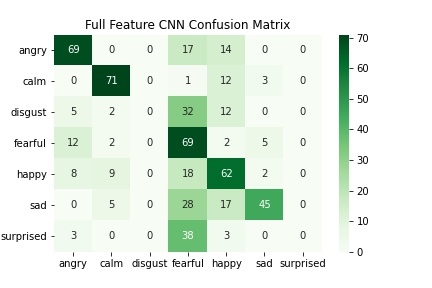 Full Feature CNN Confusion Matrix
angry 69 0 0 17 14 0 0
calm 0 71 0 1 12 3 0
disgust 5 2 0 32 12 0 0
fearful 12 2 0 69 2 5 0
happy 8 9 0 18 62 2 0
sad 0 5 0 28 17 45 0
surprised 3 0 0 38 3 0 0
angry calm disgust fearful happy sad surprised
70
60
50
40
30
20
10
0